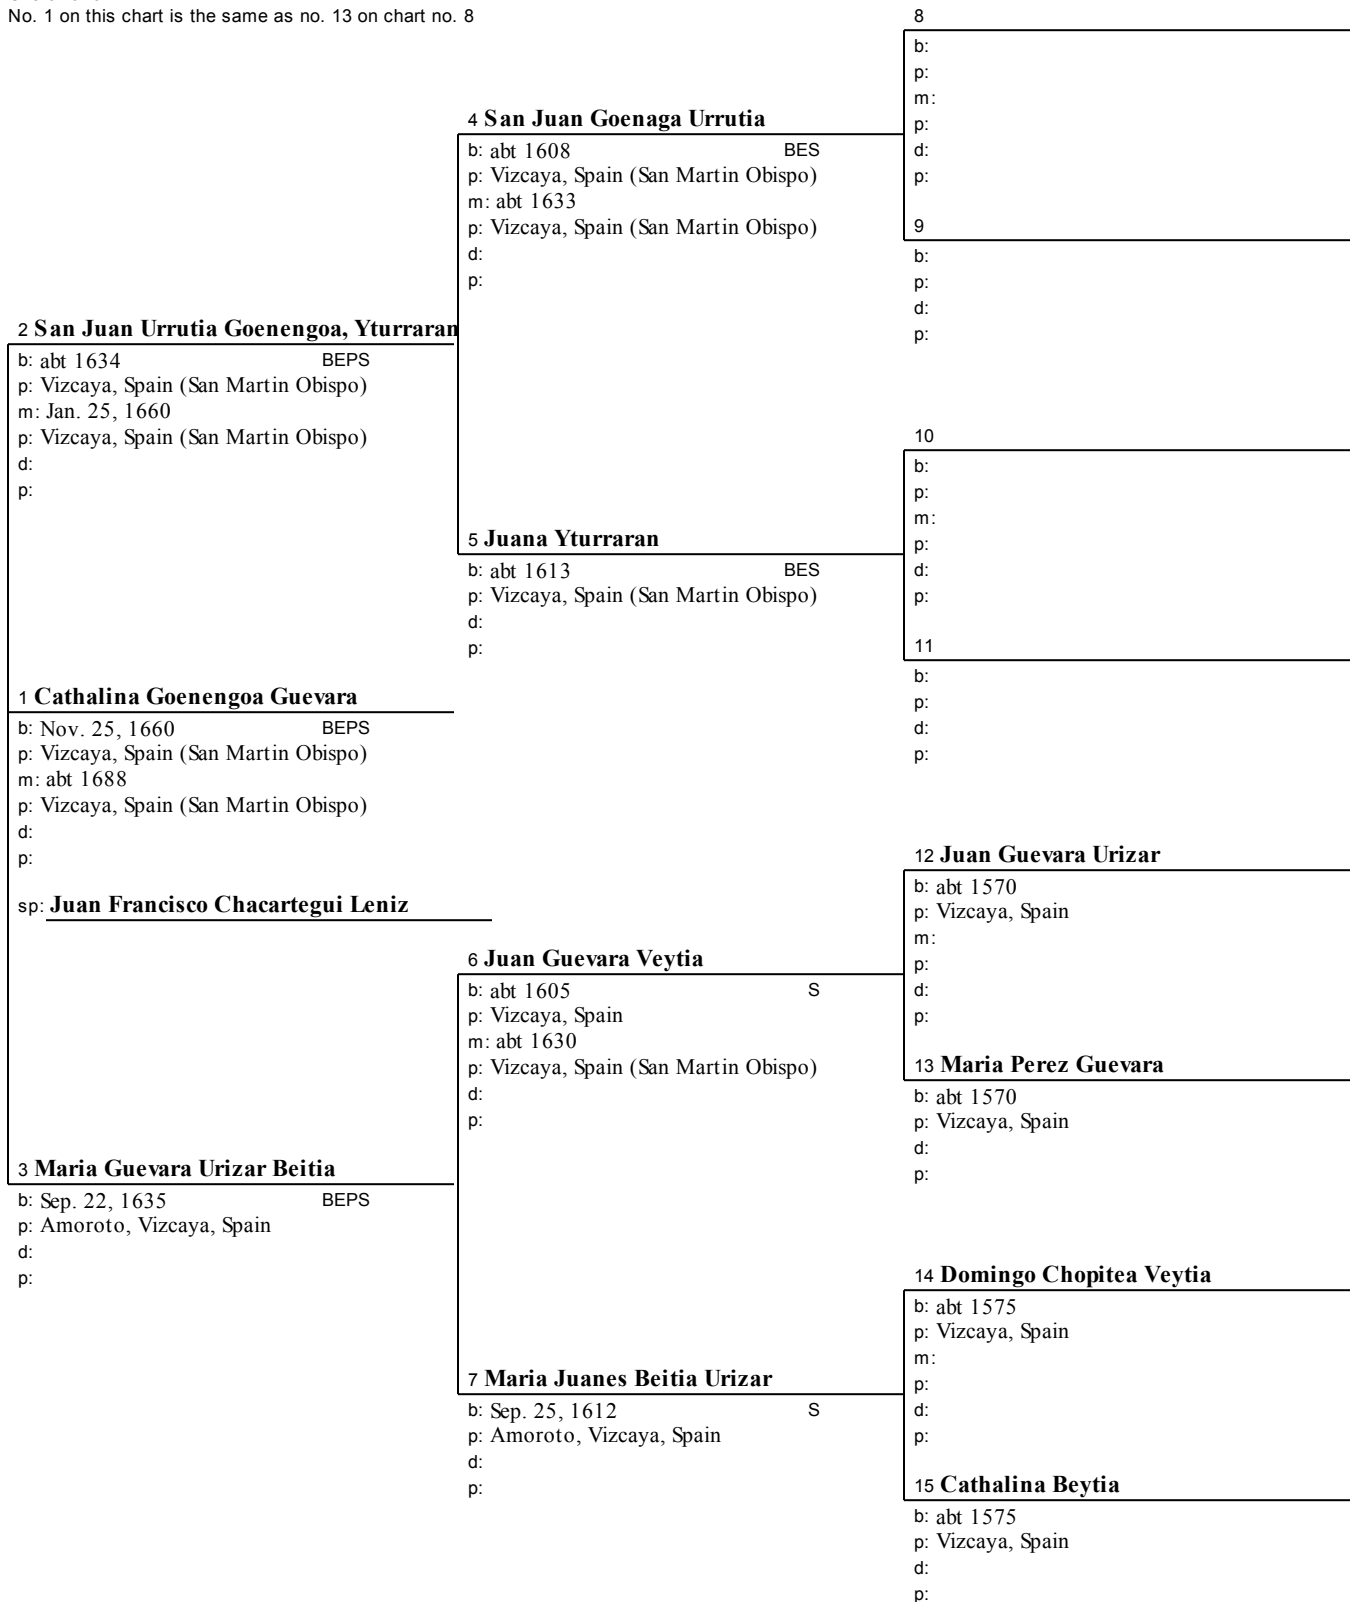 No. 1 on this chart is the same as no. 13 on chart no. 8
8
b:
p:
m:
p:
d:
p:
4 San Juan Goenaga Urrutia
b: abt 1608 BES
p: Vizcaya, Spain (San Martin Obispo)
m: abt 1633
p: Vizcaya, Spain (San Martin Obispo)
d:
p:
9
b:
p:
d:
p:
2 San Juan Urrutia Goenengoa, Yturraran
b: abt 1634 BEPS
p: Vizcaya, Spain (San Martin Obispo)
m: Jan. 25, 1660
p: Vizcaya, Spain (San Martin Obispo)
d:
p:
10
b:
p:
m:
p:
d:
p:
5 Juana Yturraran
b: abt 1613 BES
p: Vizcaya, Spain (San Martin Obispo)
d:
p:
11
b:
p:
d:
p:
1 Cathalina Goenengoa Guevara
b: Nov. 25, 1660 BEPS
p: Vizcaya, Spain (San Martin Obispo)
m: abt 1688
p: Vizcaya, Spain (San Martin Obispo)
d:
p:
sp: Juan Francisco Chacartegui Leniz
12 Juan Guevara Urizar
b: abt 1570
p: Vizcaya, Spain
m:
p:
d:
p:
6 Juan Guevara Veytia
b: abt 1605 S
p: Vizcaya, Spain
m: abt 1630
p: Vizcaya, Spain (San Martin Obispo)
d:
p:
13 Maria Perez Guevara
b: abt 1570
p: Vizcaya, Spain
d:
p:
3 Maria Guevara Urizar Beitia
b: Sep. 22, 1635 BEPS
p: Amoroto, Vizcaya, Spain
d:
p:
14 Domingo Chopitea Veytia
b: abt 1575
p: Vizcaya, Spain
m:
p:
d:
p:
7 Maria Juanes Beitia Urizar
b: Sep. 25, 1612 S
p: Amoroto, Vizcaya, Spain
d:
p:
15 Cathalina Beytia
b: abt 1575
p: Vizcaya, Spain
d:
p: